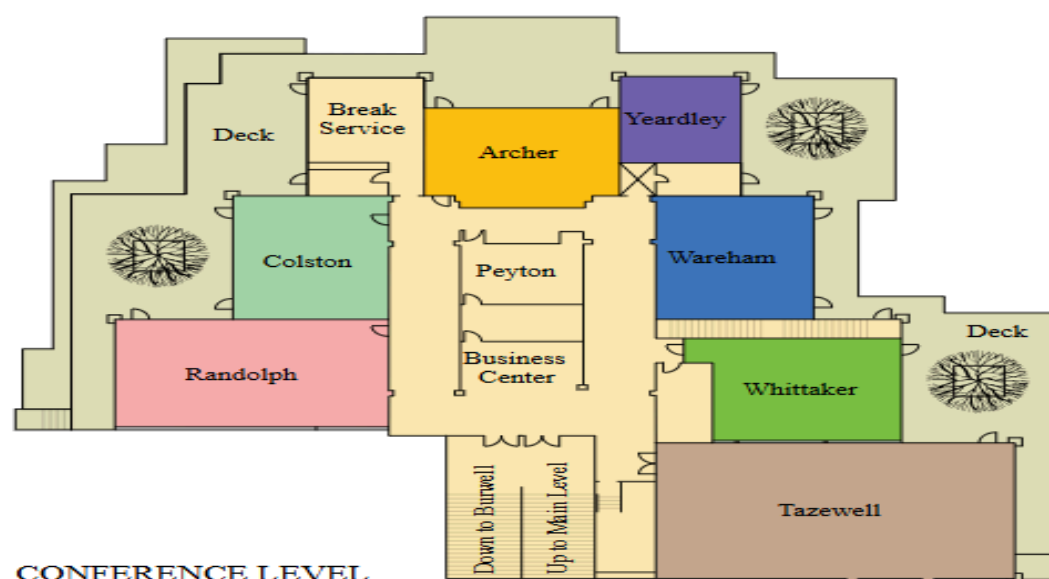 Break
Service
Yeardley
Deck
Archer
Colston
Peyton
Wareham
Deck
Randolph
Business
Center
Whittaker
Down to Burwell
Up to Main Level
Tazewell
CONFERENCE LEVEL